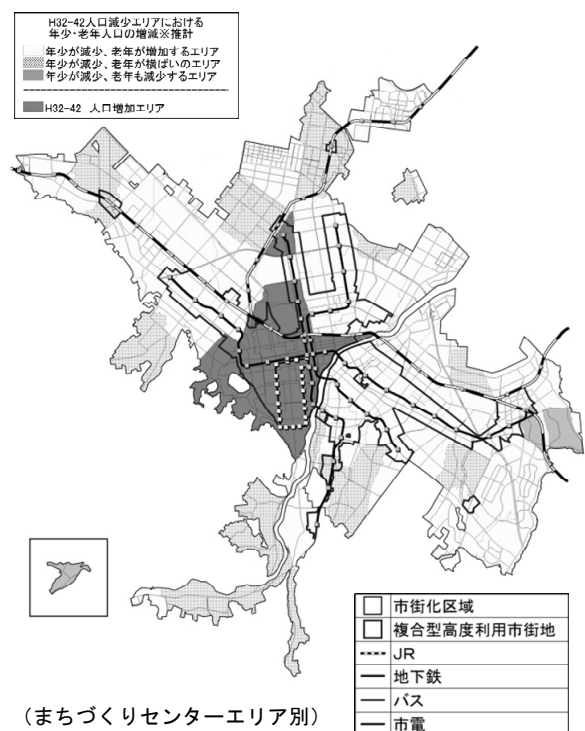 H32-42人口減少エリアにおける
年少・老年人口の増減※推計
年少が減少、老年が増加するエリア
年少が減少、老年が横ばいのエリア
年少が減少、老年も減少するエリア
H32-42 人口増加エリア
市街化区域
複合型高度利用市街地
JR
地下鉄
バス
市電
(まちづくりセンターエリア別)